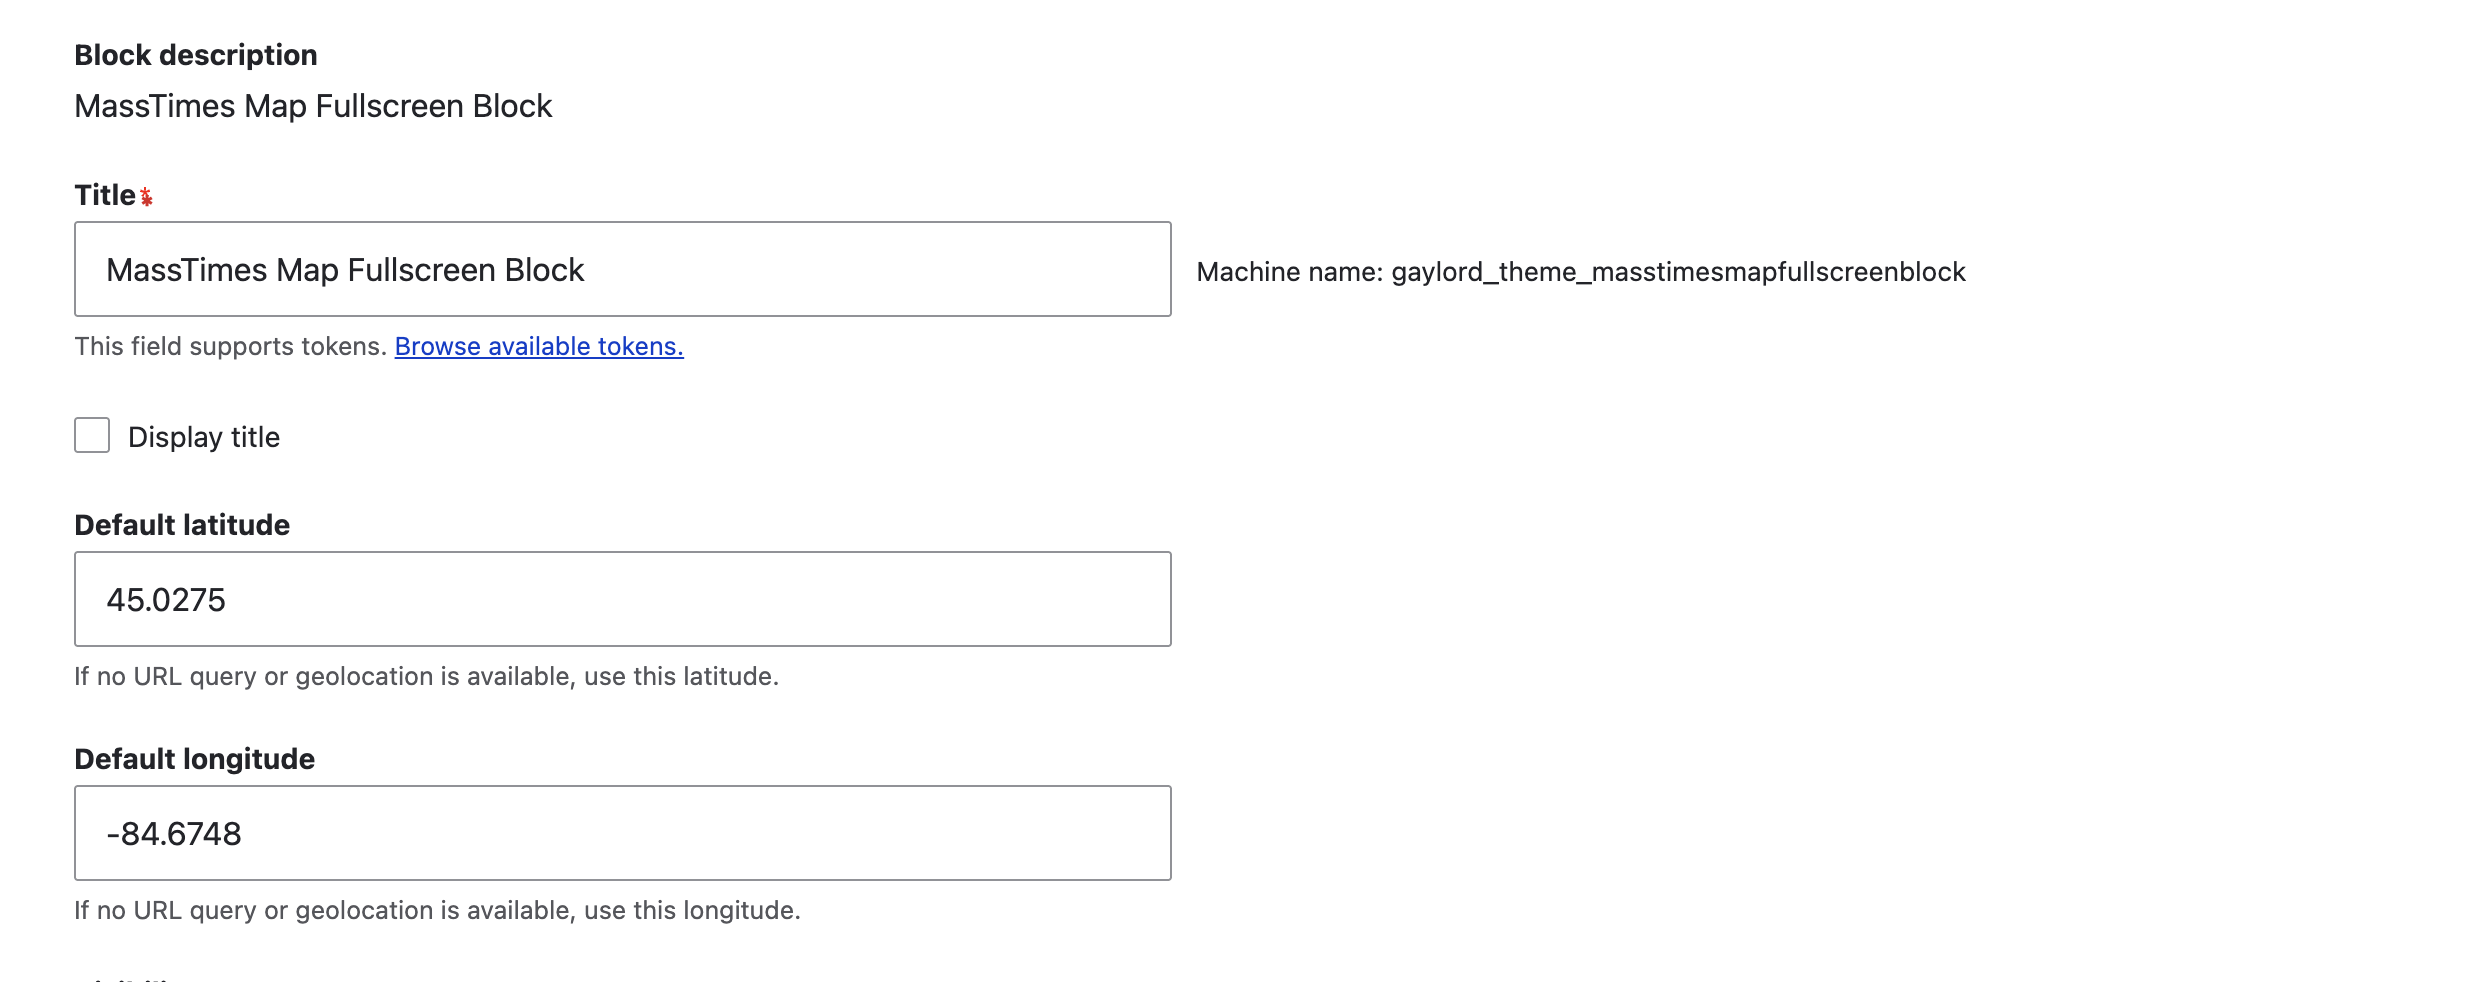 Block description
MassTimes Map Fullscreen Block
Title*
MassTimes Map Fullscreen Block
Machine name: gaylord_theme_masstimesmapfullscreenblock
This field supports tokens. Browse available tokens.
Display title
Default latitude
45.0275
If no URL query or geolocation is available, use this latitude.
Default longitude
-84.6748
If no URL query or geolocation is available, use this longitude.